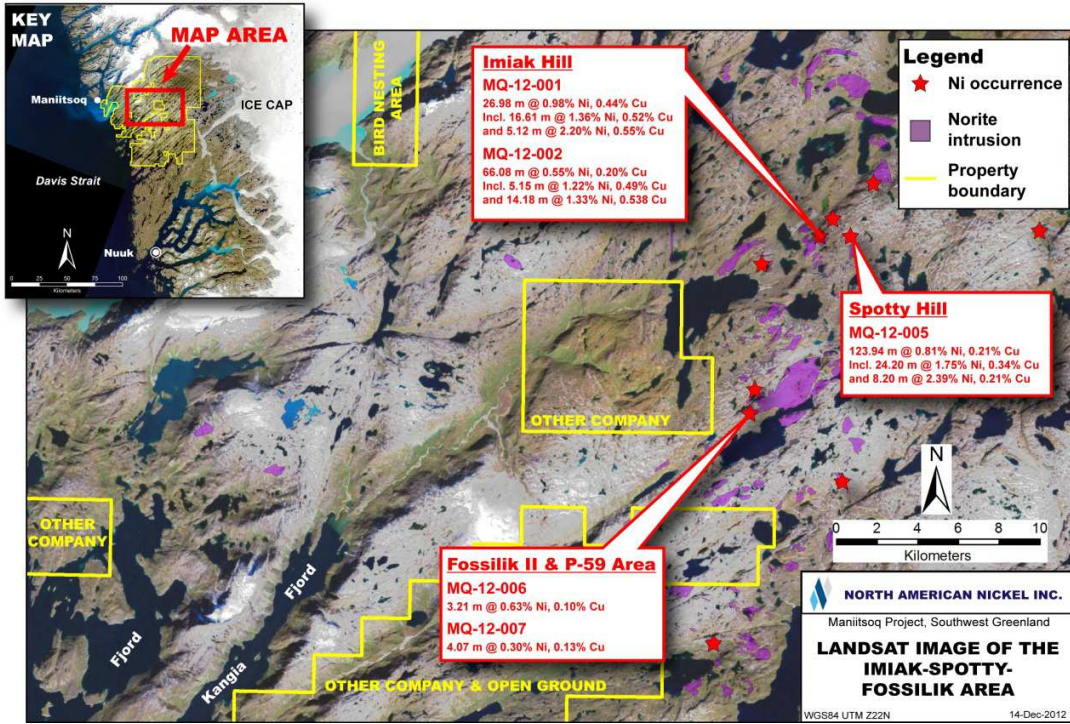 KEY
MAP
MAP AREA
Maniitsoq
ICE CAP
Davis Strait
N
Nuuk
0 25 50 75 100
Kilometers
BIRD NESTING
AREA
Imiak Hill
MQ-12-001
26.98 m @ 0.98% Ni, 0.44% Cu
Incl. 16.61 m @ 1.36% Ni, 0.52% Cu
and 5.12 m @ 2.20% Ni, 0.55% Cu
MQ-12-002
66.08 m @ 0.55% Ni, 0.20% Cu
Incl. 5.15 m @ 1.22% Ni, 0.49% Cu
and 14.18 m @ 1.33% Ni, 0.538 Cu
Legend
Ni occurrence
Norite
intrusion
Property
boundary
Spotty Hill
MQ-12-005
123.94 m @ 0.81% Ni, 0.21% Cu
Incl. 24.20 m @ 1.75% Ni, 0.34% Cu
and 8.20 m @ 2.39% Ni, 0.21% Cu
OTHER COMPANY
OTHER
COMPANY
N
0 2 4 6 8 10
Kilometers
Fossilik II & P-59 Area
MQ-12-006
3.21 m @ 0.63% Ni, 0.10% Cu
MQ-12-007
4.07 m @ 0.30% Ni, 0.13% Cu
Fjord
Kangia
Fjord
OTHER COMPANY & OPEN GROUND
NORTH AMERICAN NICKEL INC.
Maniitsoq Project, Southwest Greenland
LANDSAT IMAGE OF THE
IMIAK-SPOTTY-
FOSSILIK AREA
WGS84 UTM Z22N 14-Dec-2012